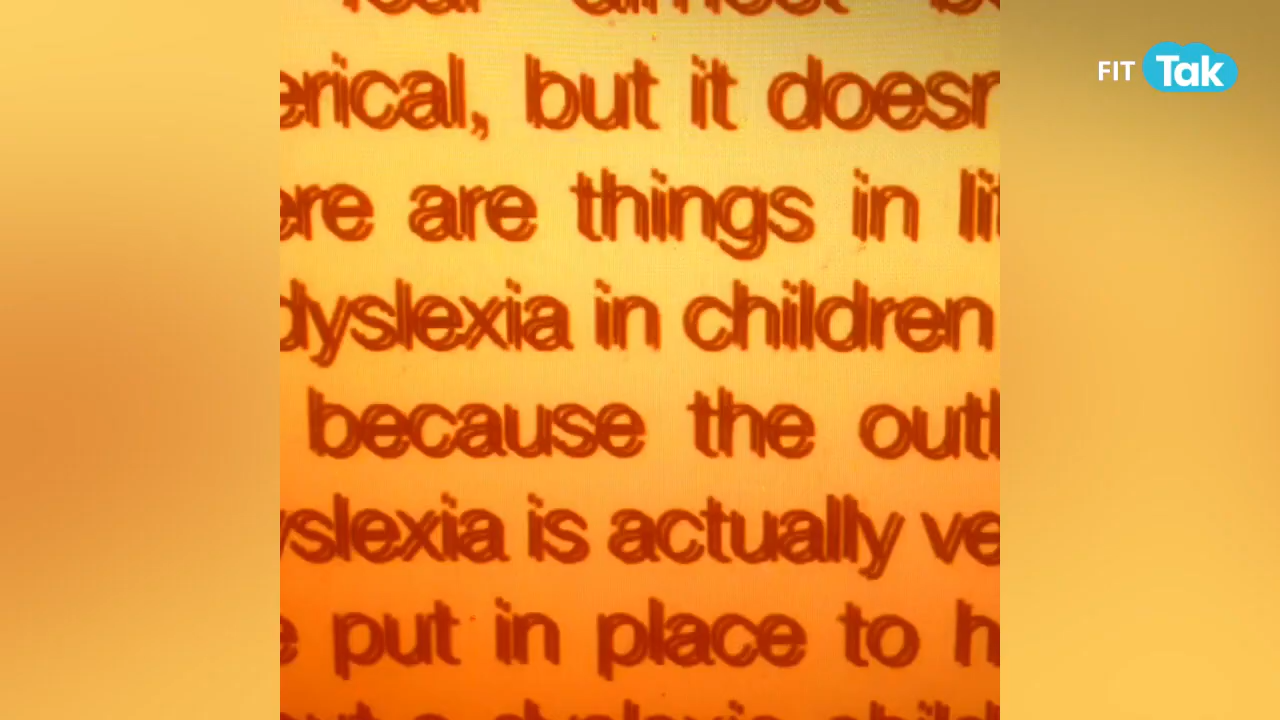 FIT Tak
erical, but it doesn
ere are things in li
dyslexia in children
because the out
yslexia is actually ve
put in place to h